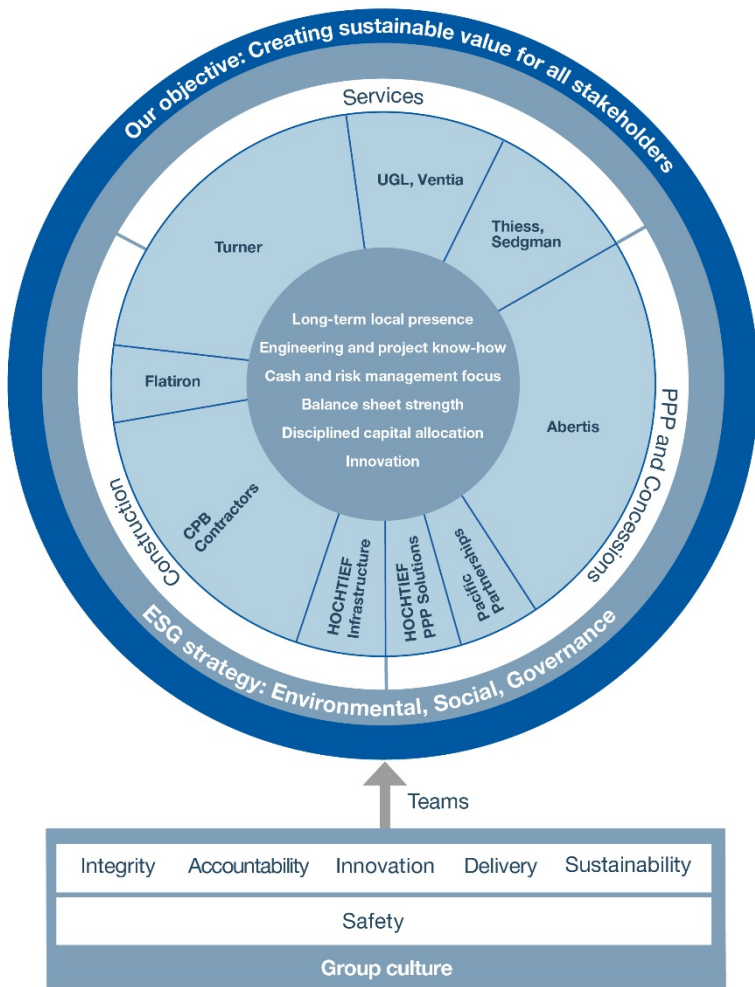 Our objective: Creating sustainable value for all stakeholders
Services
UGL, Ventia
Thiess,
Sedgman
Turner
Long-term local presence
Engineering and project know-how
Cash and risk management focus
Balance sheet strength
Disciplined capital allocation
Innovation
Flatiron
Abertis
PPP and Concessions
Construction
CPB
Contractors
HOCHTIEF
Infrastructure
HOCHTIEF
PPP Solutions
Pacific
Partnerships
ESG strategy: Environmental, Social, Governance
Teams
Integrity Accountability Innovation Delivery Sustainability
Safety
Group culture